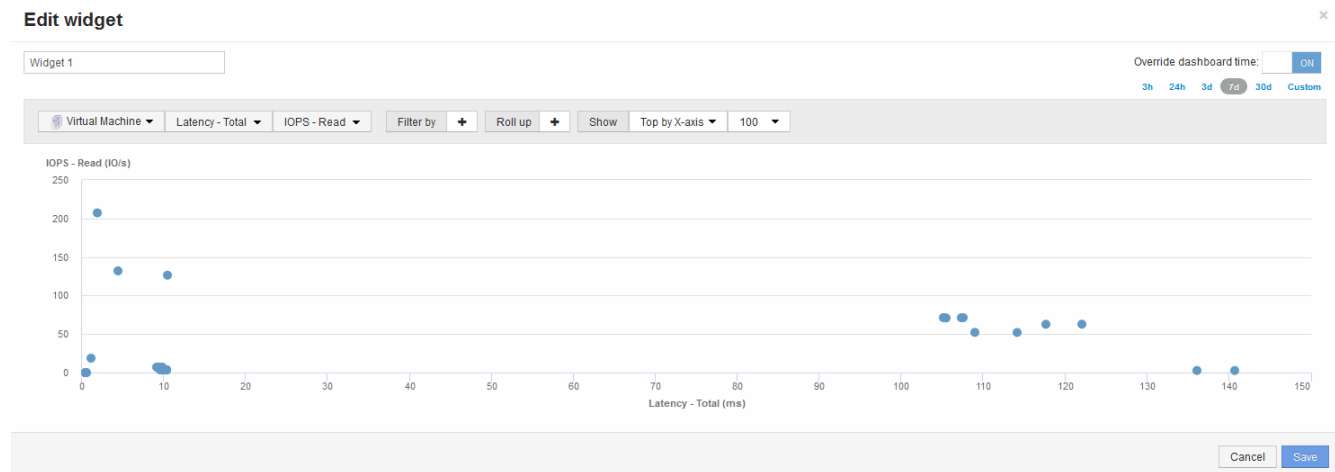 Edit widget
×
Widget 1
Override dashboard time: ON
3h 24h 3d 7d 30d Custom
Virtual Machine Latency - Total IOPS - Read Filter by + Roll up + Show Top by X-axis 100
IOPS - Read (IO/s)
250
200
150
100
50
0
0 10 20 30 40 50 60 70 80 90 100 110 120 130 140 150
Latency - Total (ms)
Cancel Save